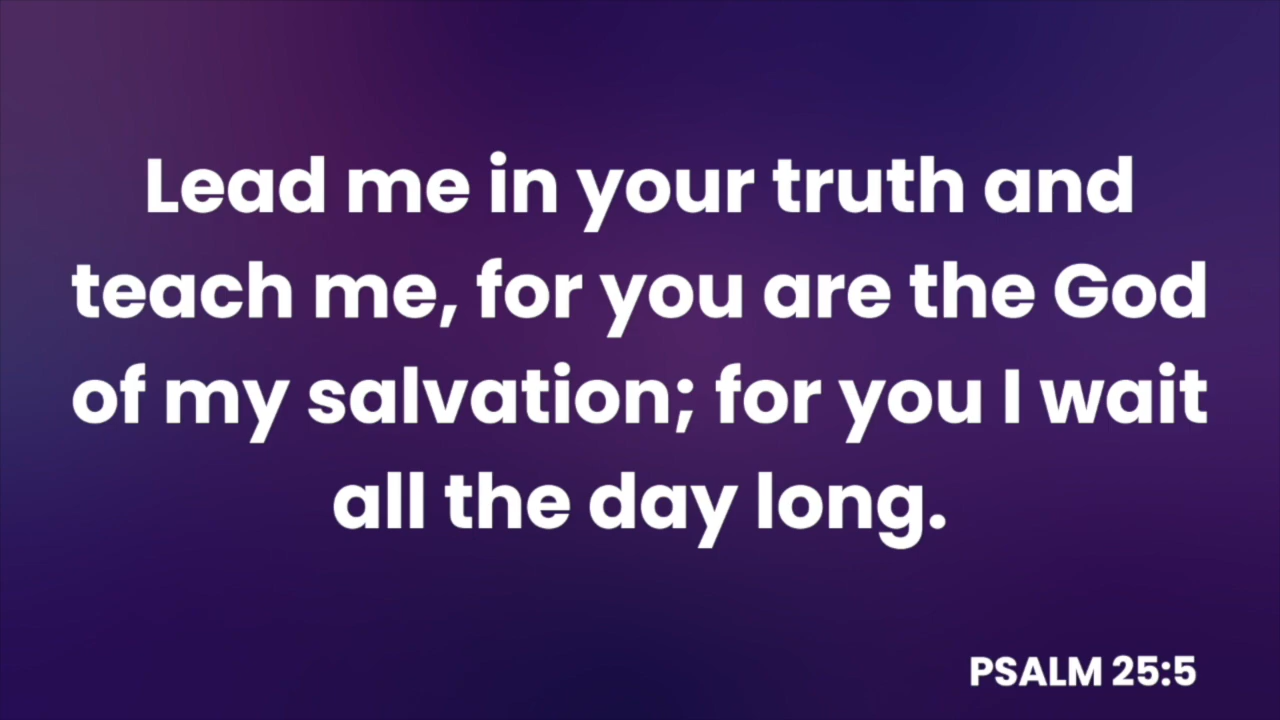 Lead me in your truth and
teach me, for you are the God
of my salvation; for you I wait
all the day long.
PSALM 25:5